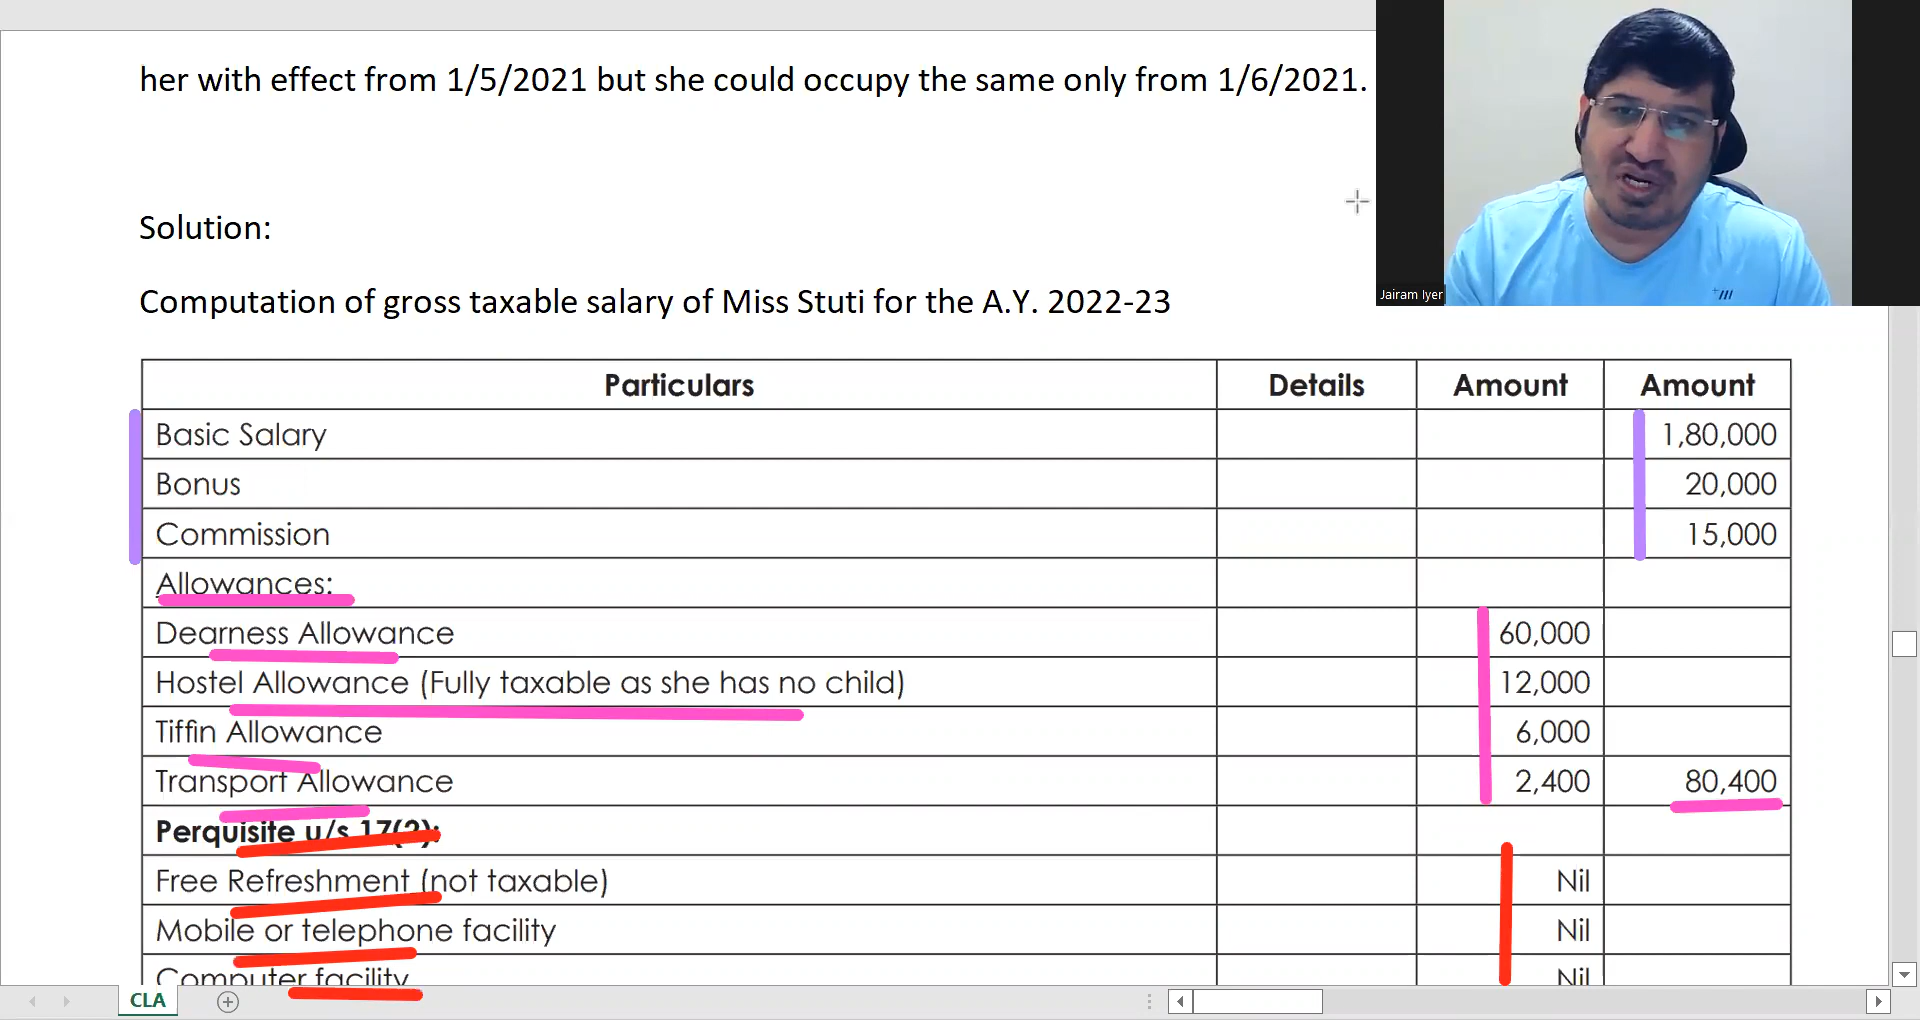 her with effect from 1/5/2021 but she could occupy the same only from 1/6/2021.
Jairam Iyer
Solution:
Computation of gross taxable salary of Miss Stuti for the A.Y. 2022-23
Particulars Details Amount Amount
Basic Salary 1,80,000
Bonus 20,000
Commission 15,000
Allowances:
Dearness Allowance 60,000
Hostel Allowance (Fully taxable as she has no child) 12,000
Tiffin Allowance 6,000
Transport Allowance 2,400 80,400
Perquisite u/s 17(2):
Free Refreshment (not taxable) Nil
Mobile or telephone facility Nil
Computer facility Nil
CLA